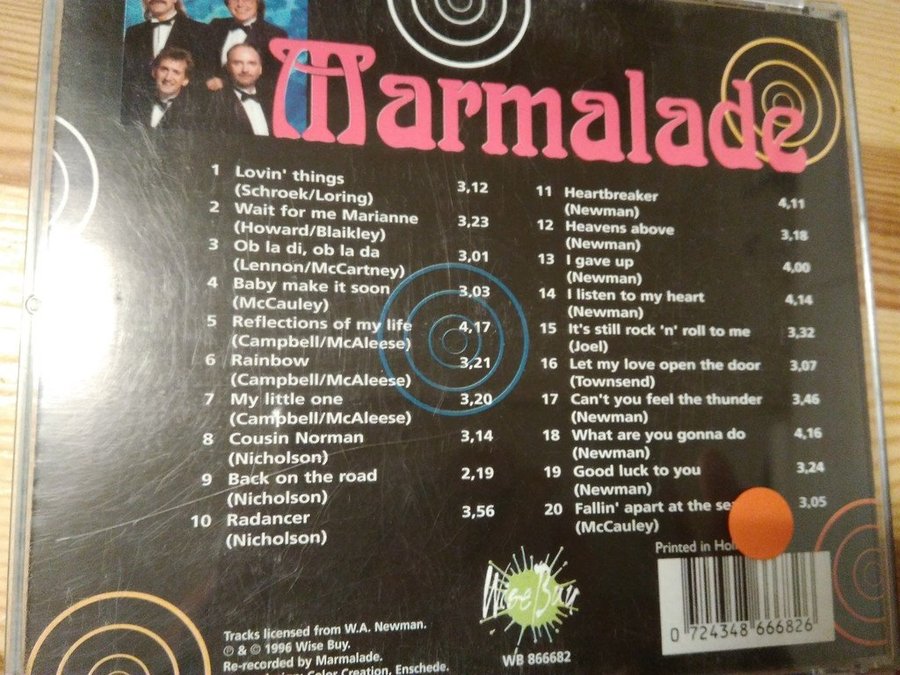 Marmalade
1 Lovin' things 3,12
(Schroek/Loring)
2 Wait for me Marianne 3,23
(Howard/Blaikley)
3 Ob la di, ob la da 3,01
(Lennon/McCartney)
4 Baby make it soon 3,03
(McCauley)
5 Reflections of my life 4,17
(Campbell/McAleese)
6 Rainbow 3,21
(Campbell/McAleese)
7 My little one 3,20
(Campbell/McAleese)
8 Cousin Norman 3,14
(Nicholson)
9 Back on the road 2,19
(Nicholson)
10 Radancer 3,56
(Nicholson)
11 Heartbreaker 4,11
(Newman)
12 Heavens above 3,18
(Newman)
13 I gave up 4,00
(Newman)
14 I listen to my heart 4,14
(Newman)
15 It's still rock 'n' roll to me 3,32
(Joel)
16 Let my love open the door 3,07
(Townsend)
17 Can't you feel the thunder 3,46
(Newman)
18 What are you gonna do 4,16
(Newman)
19 Good luck to you 3,24
(Newman)
20 Fallin' apart at the 3,05
(McCauley)
Printed in
Tracks licensed from W.A. Newman.
℗ & © 1996 Wise Buy.
Re-recorded by Marmalade.
Color Creation, Enschede.
Wise Buy
WB 866682
0 724348 666826